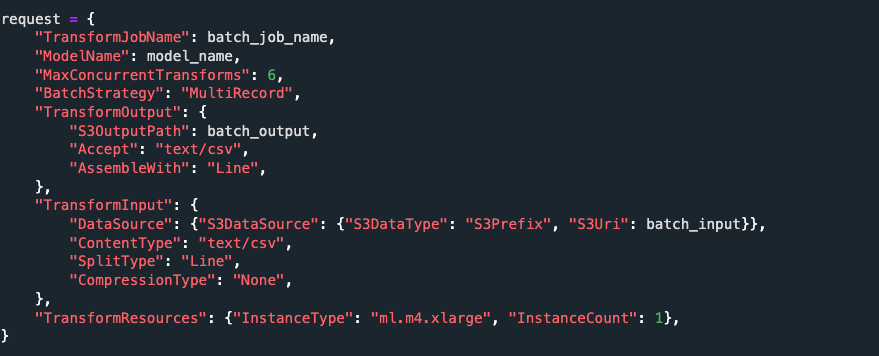 request = {
    "TransformJobName": batch_job_name,
    "ModelName": model_name,
    "MaxConcurrentTransforms": 6,
    "BatchStrategy": "MultiRecord",
    "TransformOutput": {
        "S3OutputPath": batch_output,
        "Accept": "text/csv",
        "AssembleWith": "Line",
    },
    "TransformInput": {
        "DataSource": {"S3DataSource": {"S3DataType": "S3Prefix", "S3Uri": batch_input}},
        "ContentType": "text/csv",
        "SplitType": "Line",
        "CompressionType": "None",
    },
    "TransformResources": {"InstanceType": "ml.m4.xlarge", "InstanceCount": 1},
}